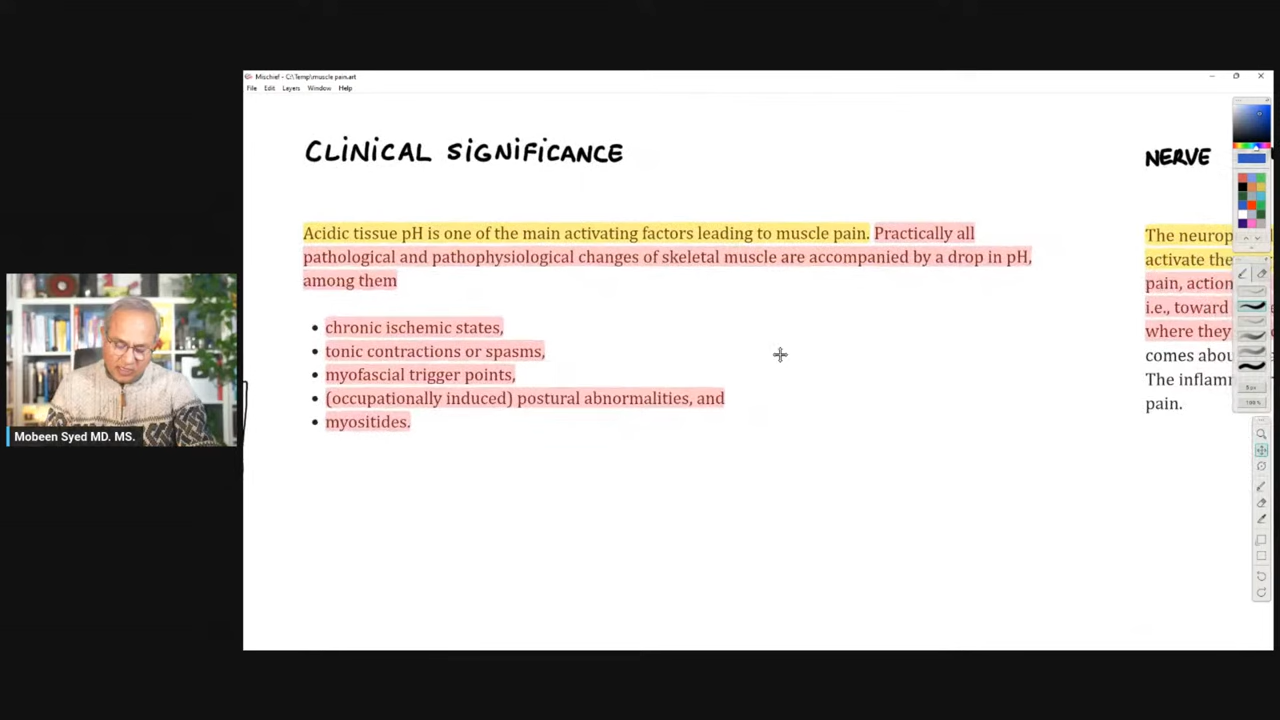 Mischief - C:\Temp\muscle pain.art
File Edit Layers Window Help
CLINICAL SIGNIFICANCE
Acidic tissue pH is one of the main activating factors leading to muscle pain. Practically all
pathological and pathophysiological changes of skeletal muscle are accompanied by a drop in pH,
among them
• chronic ischemic states,
• tonic contractions or spasms,
• myofascial trigger points,
• (occupationally induced) postural abnormalities, and
• myositides.
NERVE
The neurop
activate the
pain, action
i.e., toward
where they
comes abou
The inflamm
pain.
Mobeen Syed MD. MS.